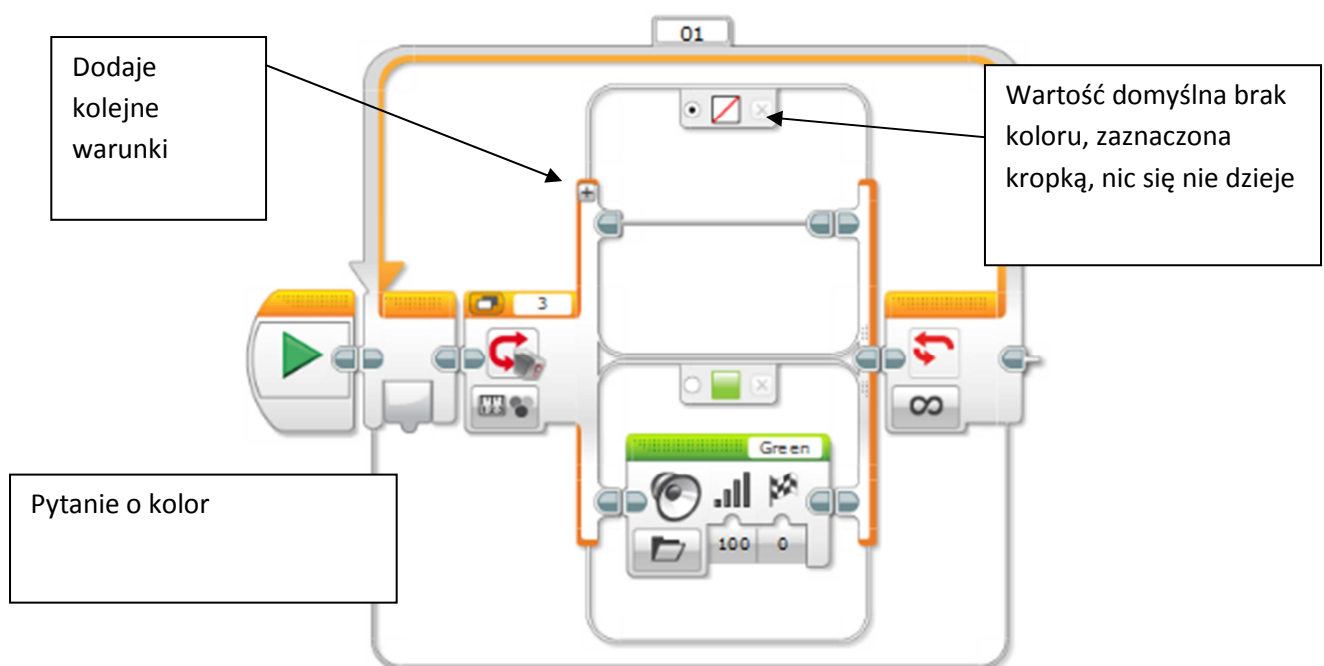 01
Dodaje
kolejne
warunki
Wartość domyślna brak
koloru, zaznaczona
kropką, nic się nie dzieje
3
Green
100 0
Pytanie o kolor